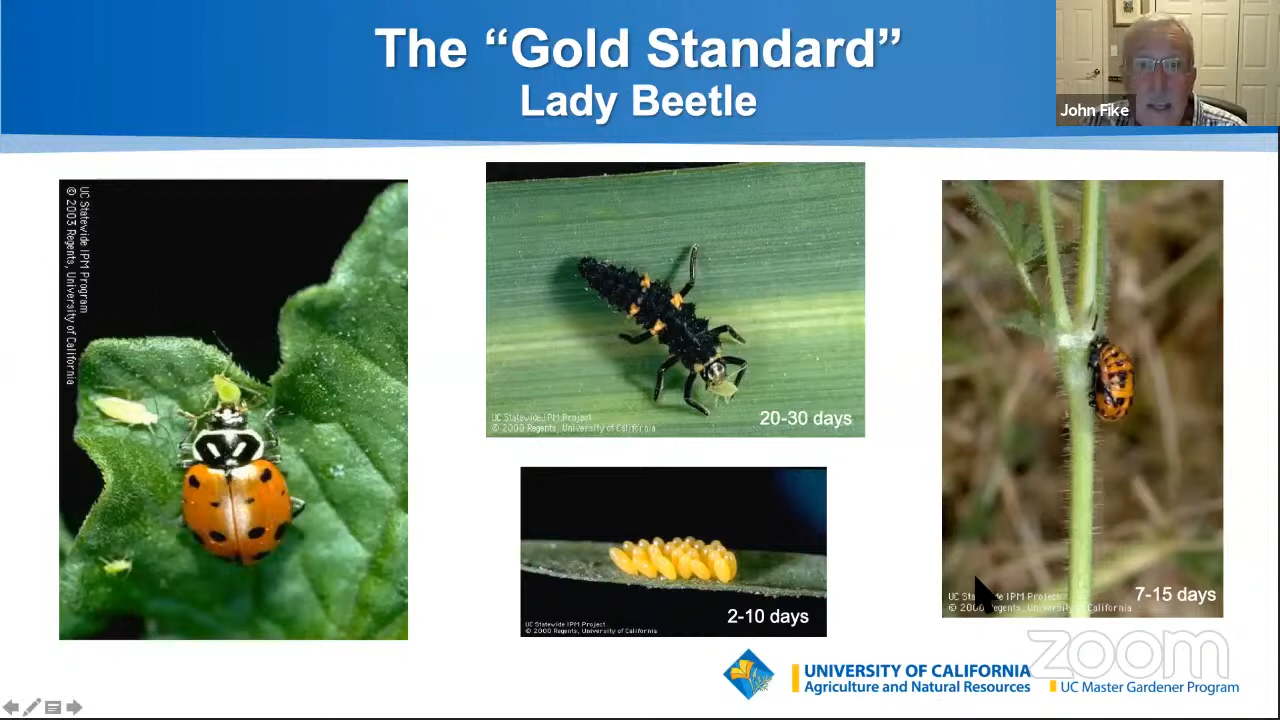 The “Gold Standard”
Lady Beetle
John Fike
UC Statewide IPM Program
© 2003 Regents, University of California
UC Statewide IPM Project
© 2000 Regents, University of California
20-30 days
UC Statewide IPM Project
© 2000 Regents, University of California
2-10 days
UC Statewide IPM Project
© 2000 Regents, University of California
7-15 days
zoom
UNIVERSITY OF CALIFORNIA
Agriculture and Natural Resources
UC Master Gardener Program